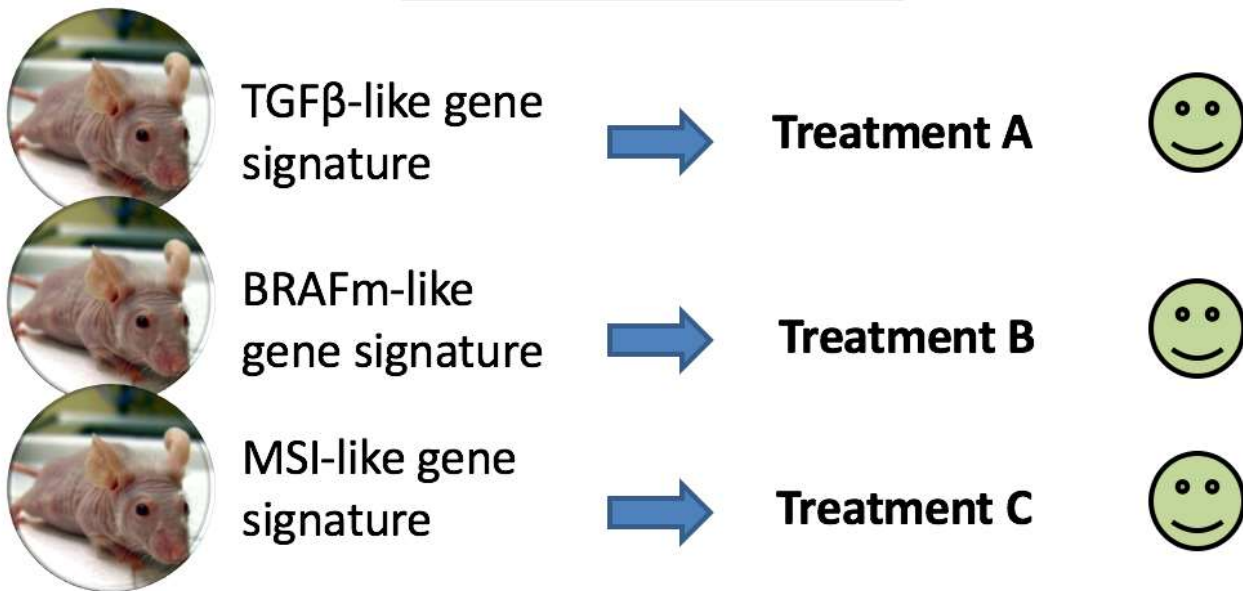 TGFβ-like gene
signature
Treatment A
BRAFm-like
gene signature
Treatment B
MSI-like gene
signature
Treatment C